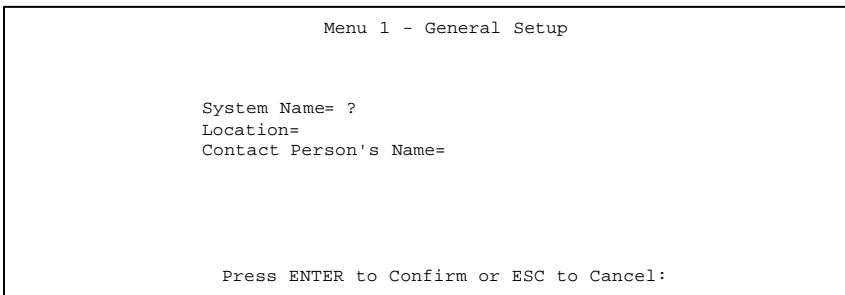 Menu 1 - General Setup
System Name= ?
Location=
Contact Person's Name=
Press ENTER to Confirm or ESC to Cancel: